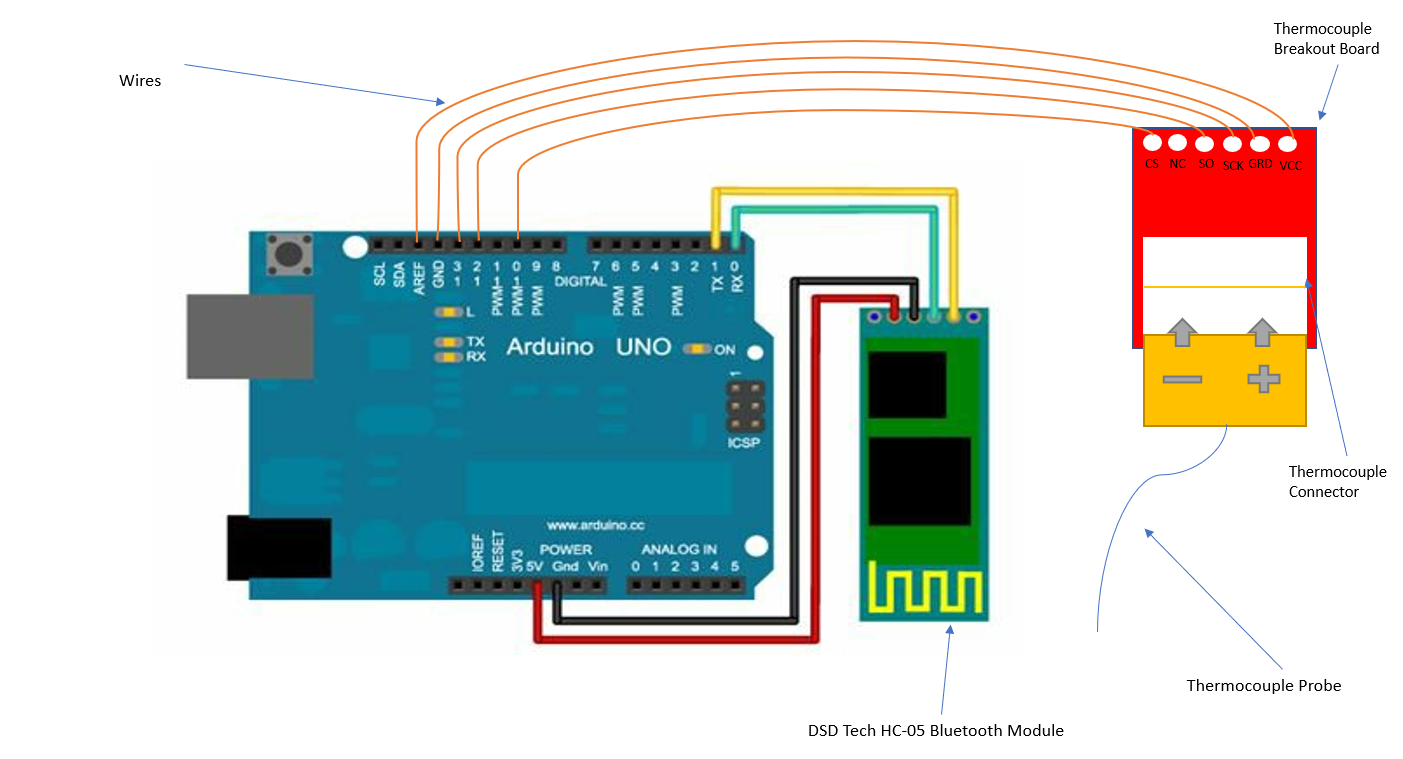 Thermocouple
Breakout Board
Wires
CS NC SO SCK GRD VCC
SCL SDA AREF GND 13 12 PWM 11 PWM 10 PWM 9 8
7 PWM 6 PWM 5 4 PWM 3 2 TX 1 RX 0
DIGITAL
L
TX
RX
Arduino UNO
ON
1
ICSP
Thermocouple
Connector
www.arduino.cc
POWER
ANALOG IN
IOREF RESET 3V3 5V Gnd Vin
0 1 2 3 4 5
Thermocouple Probe
DSD Tech HC-05 Bluetooth Module